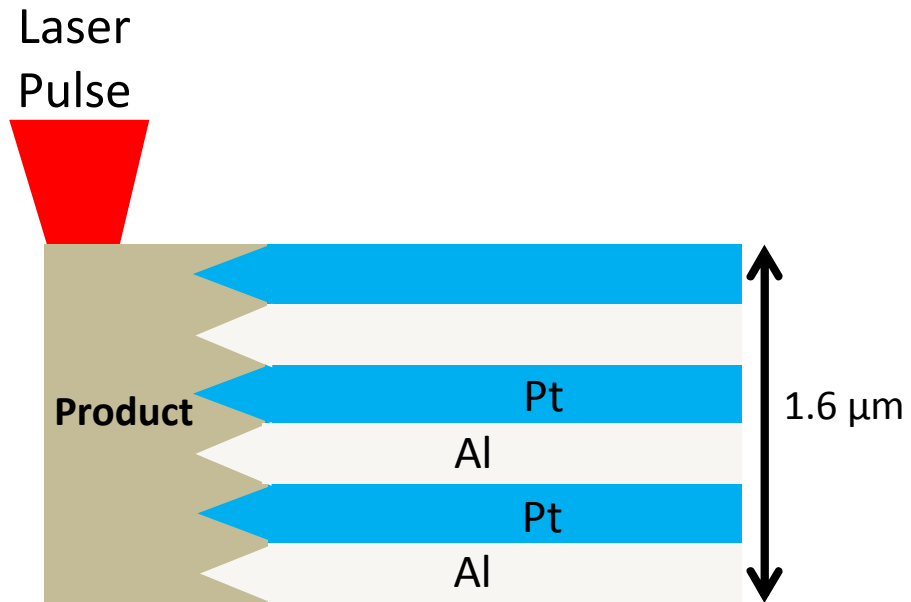 Laser
Pulse
Product
Pt
Al
Pt
Al
1.6 µm